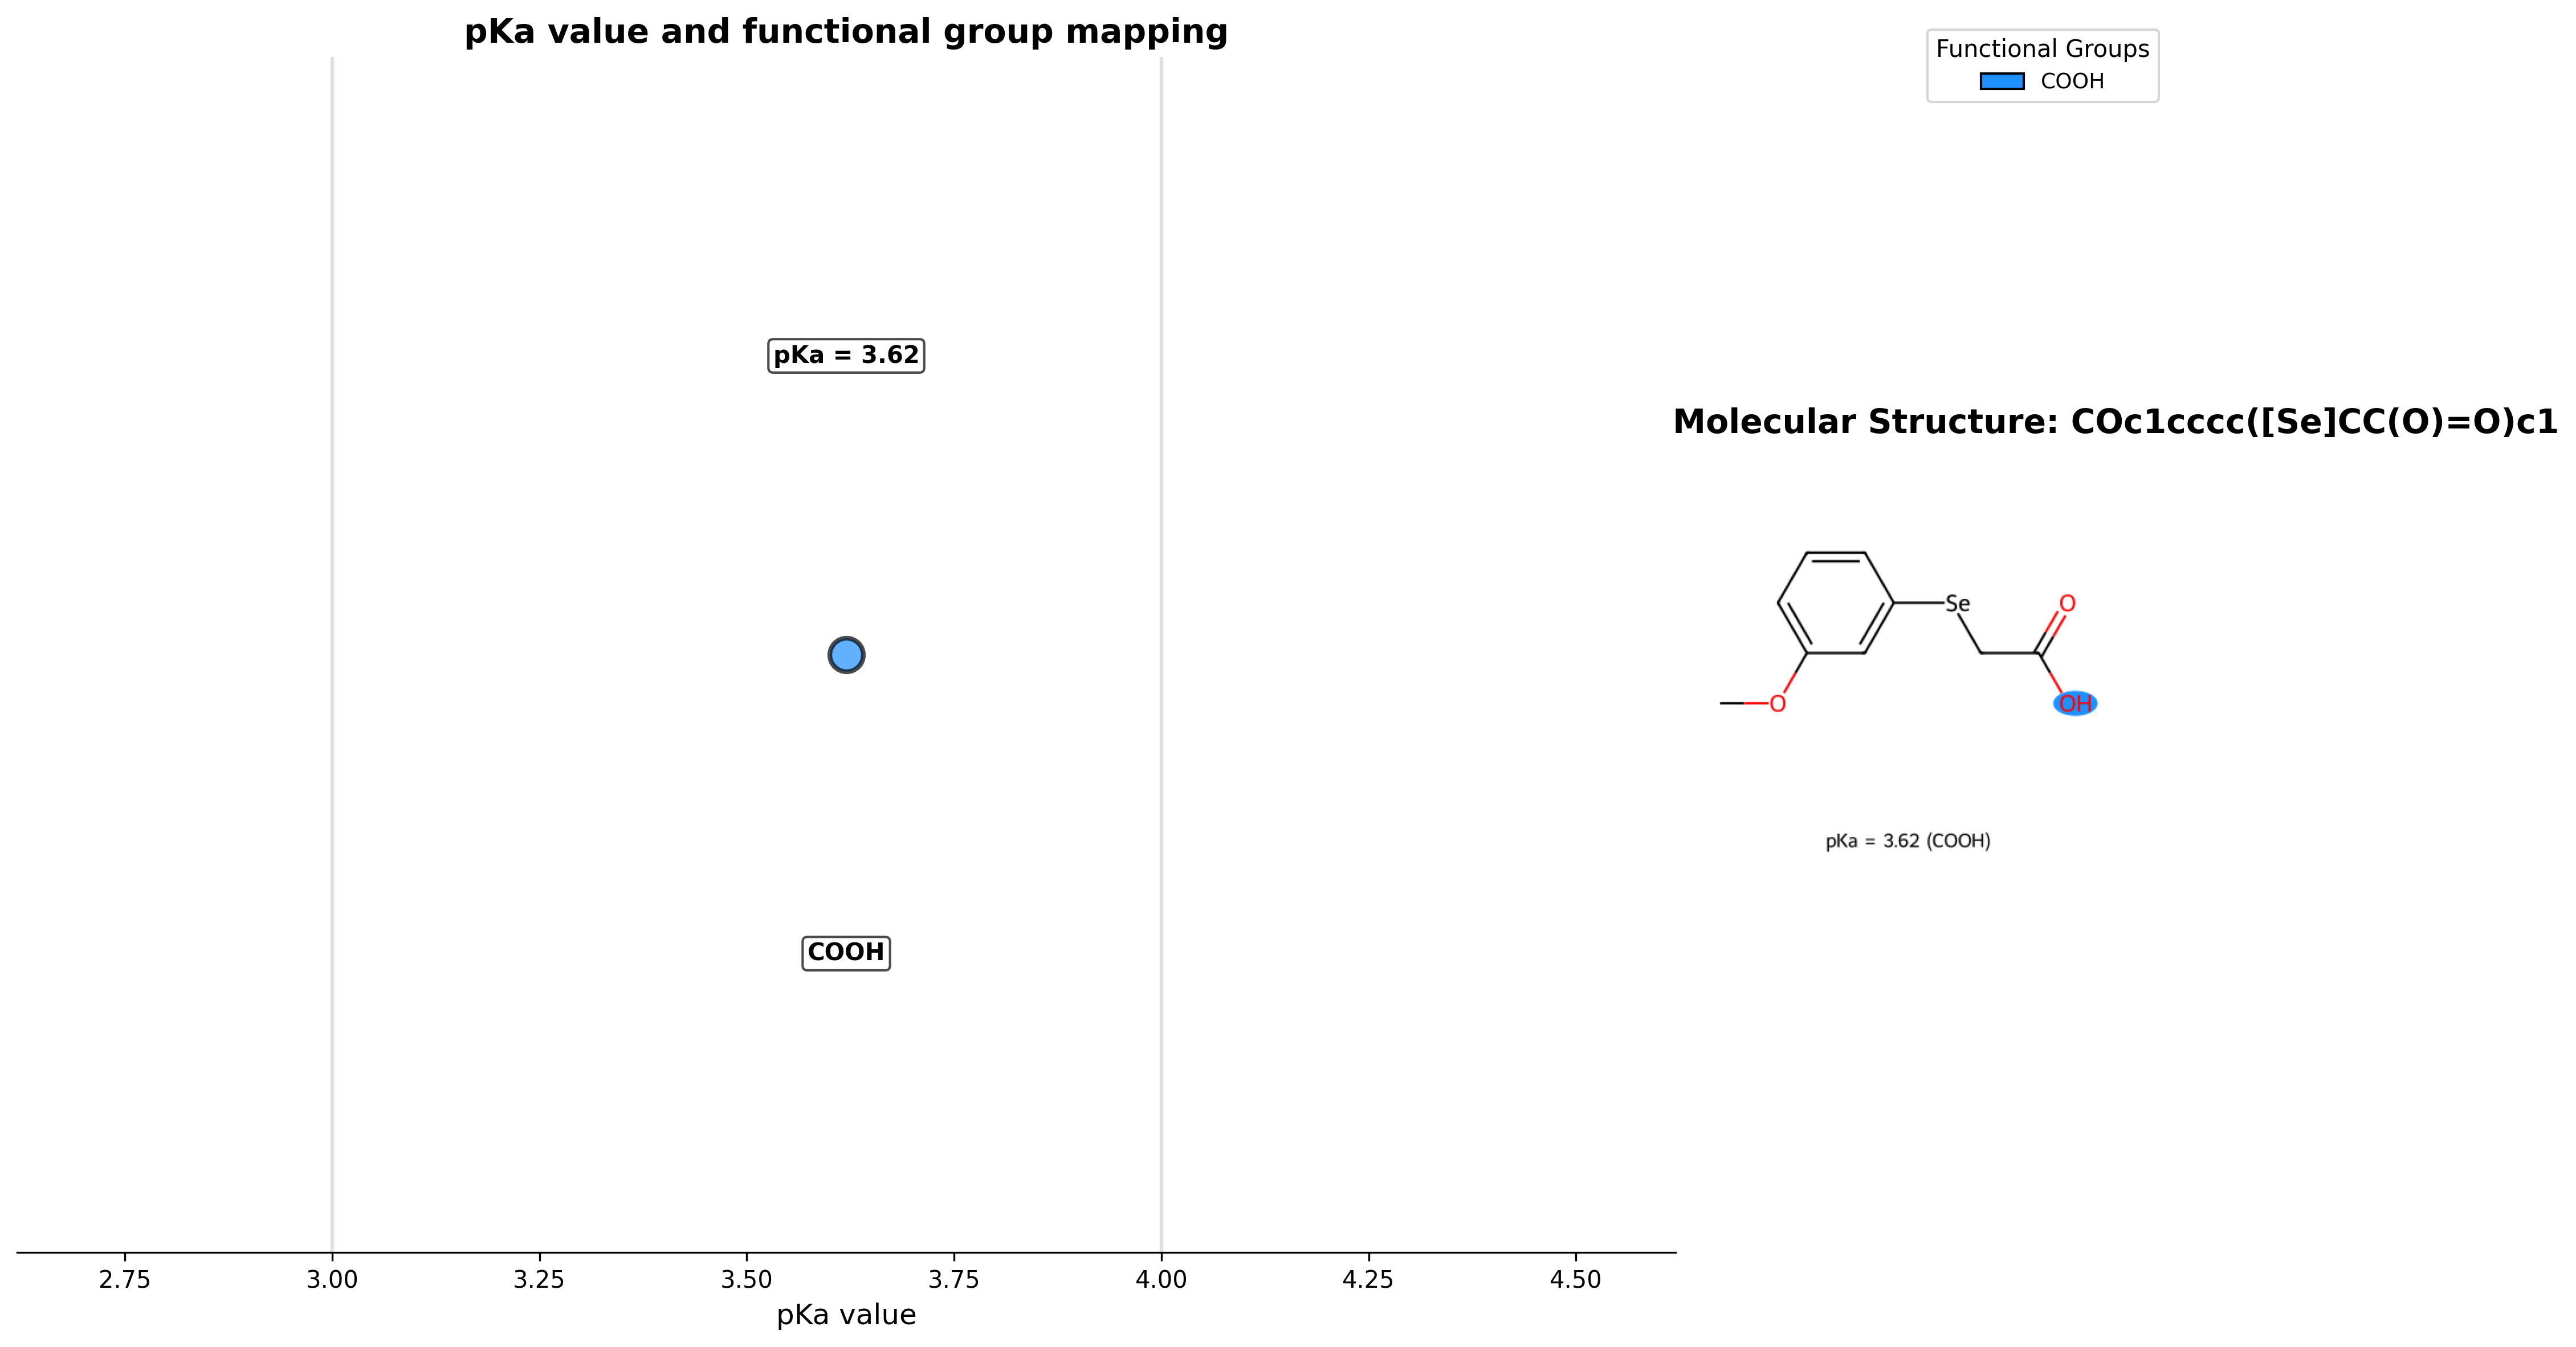 pKa value and functional group mapping
pKa = 3.62
COOH
2.75 3.00 3.25 3.50 3.75 4.00 4.25 4.50
pKa value
Functional Groups
COOH
Molecular Structure: COc1cccc([Se]CC(O)=O)c1
Se
O
O
OH
pKa = 3.62 (COOH)